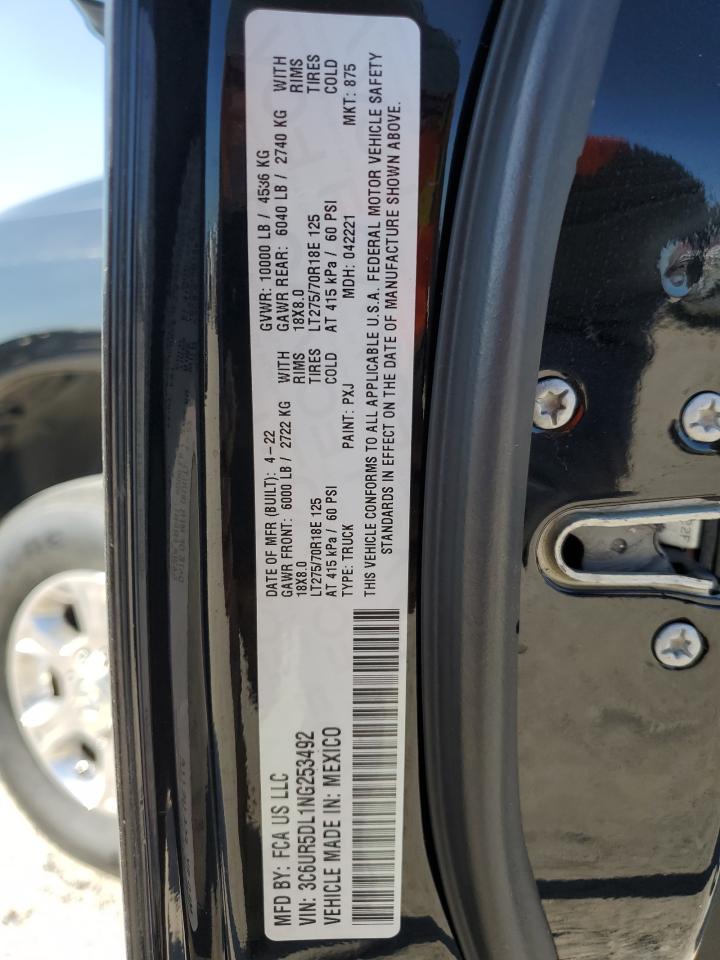 MFD BY: FCA US LLC
VIN: 3C6UR5DL1NG253492
VEHICLE MADE IN: MEXICO
DATE OF MFR (BUILT): 4-22 GVWR: 10000 LB / 4536 KG
GAWR FRONT: 6000 LB / 2722 KG WITH GAWR REAR: 6040 LB / 2740 KG WITH
18X8.0 RIMS 18X8.0 RIMS
LT275/70R18E 125 TIRES LT275/70R18E 125 TIRES
AT 415 kPa / 60 PSI COLD AT 415 kPa / 60 PSI COLD
TYPE: TRUCK PAINT: PXJ MDH: 042221 MKT: 875
THIS VEHICLE CONFORMS TO ALL APPLICABLE U.S.A. FEDERAL MOTOR VEHICLE SAFETY
STANDARDS IN EFFECT ON THE DATE OF MANUFACTURE SHOWN ABOVE.